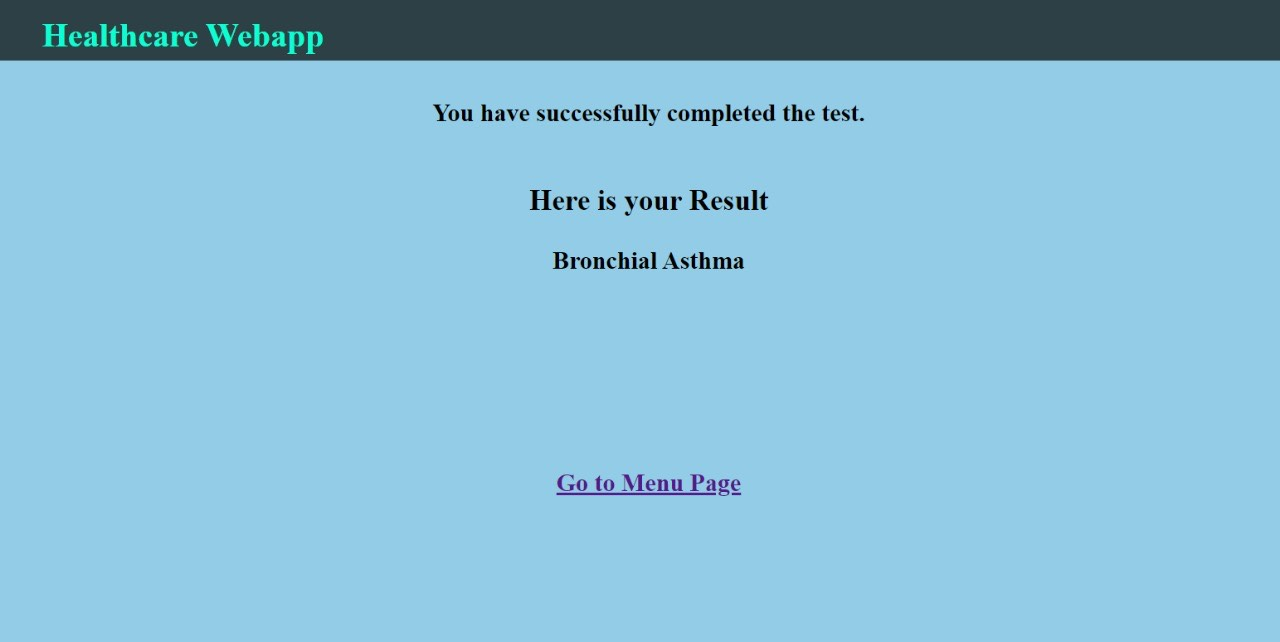 Healthcare Webapp
You have successfully completed the test.
Here is your Result
Bronchial Asthma
Go to Menu Page